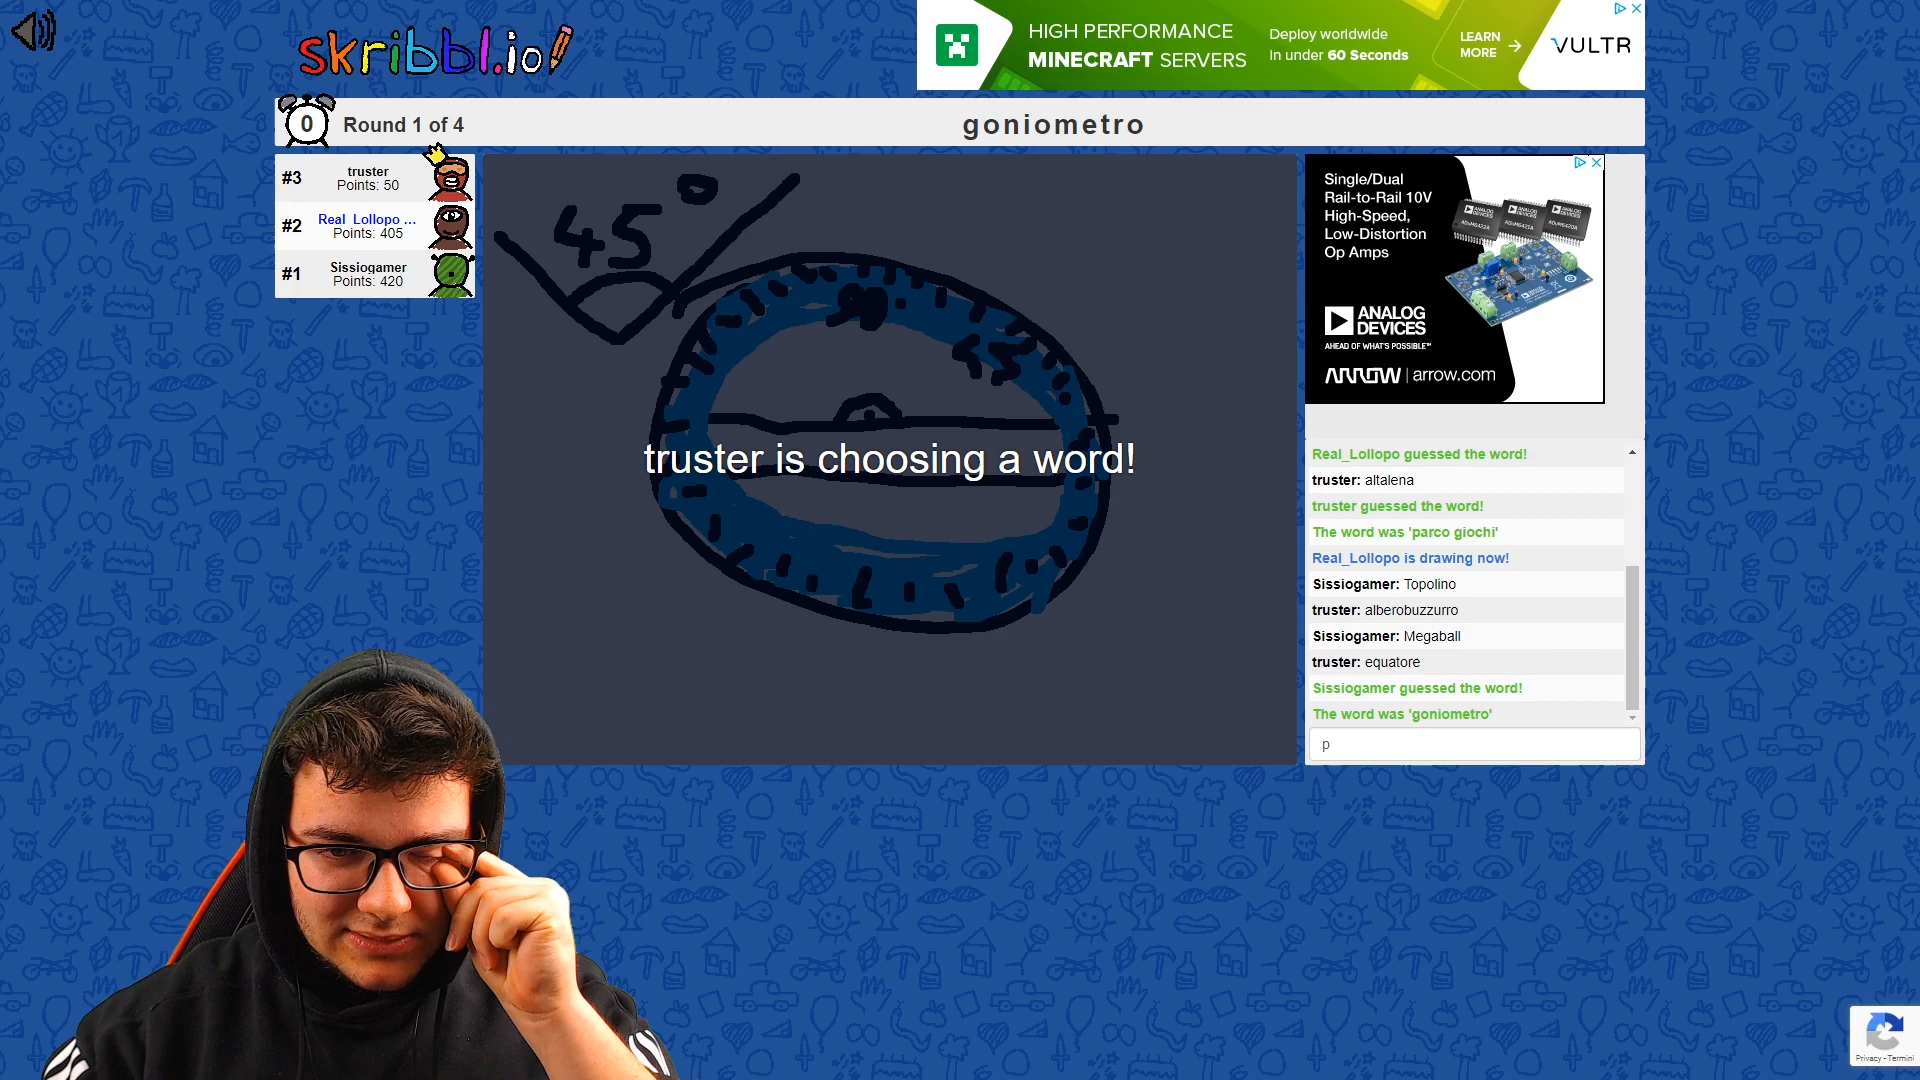 skribbl.io
HIGH PERFORMANCE
MINECRAFT SERVERS
Deploy worldwide
in under 60 Seconds
LEARN
MORE
VULTR
0
Round 1 of 4
goniometro
#3
truster
Points: 50
#2
Real_Lollopo ...
Points: 405
#1
Sissiogamer
Points: 420
45°
90
45
truster is choosing a word!
Single/Dual
Rail-to-Rail 10V
High-Speed,
Low-Distortion
Op Amps
ANALOG
DEVICES
AHEAD OF WHAT'S POSSIBLE™
ARROW | arrow.com
Real_Lollopo guessed the word!
truster: altalena
truster guessed the word!
The word was 'parco giochi'
Real_Lollopo is drawing now!
Sissiogamer: Topolino
truster: alberobuzzurro
Sissiogamer: Megaball
truster: equatore
Sissiogamer guessed the word!
The word was 'goniometro'
p
Privacy - Termini